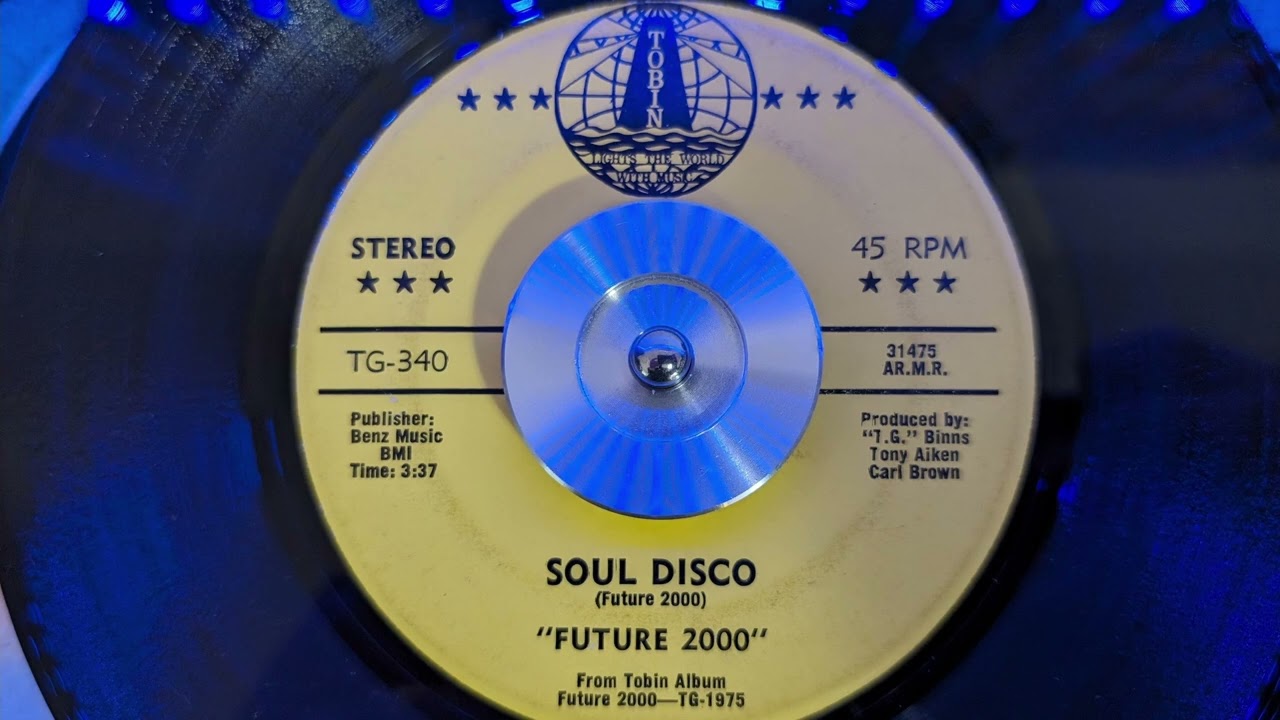 TOBIN
LIGHTS THE WORLD
WITH MUSIC
STEREO
45 RPM
TG-340
31475
AR.M.R.
Publisher:
Benz Music
BMI
Time: 3:37
Produced by:
"T.G." Binns
Tony Aiken
Carl Brown
SOUL DISCO
(Future 2000)
"FUTURE 2000"
From Tobin Album
Future 2000—TG-1975